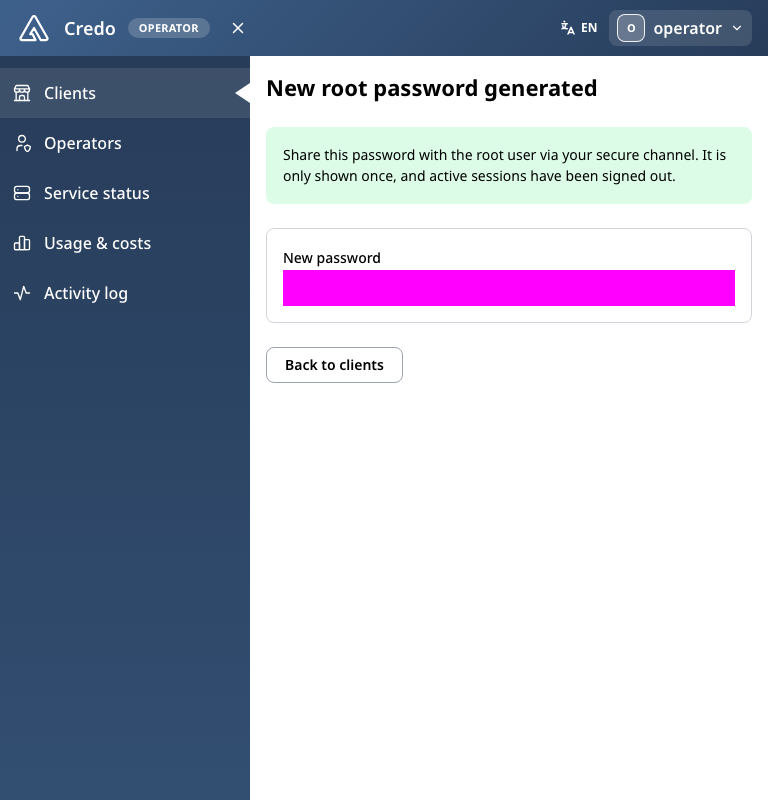 Credo
OPERATOR
EN
O
operator
Clients
Operators
Service status
Usage & costs
Activity log
New root password generated
Share this password with the root user via your secure channel. It is
only shown once, and active sessions have been signed out.
New password
Back to clients